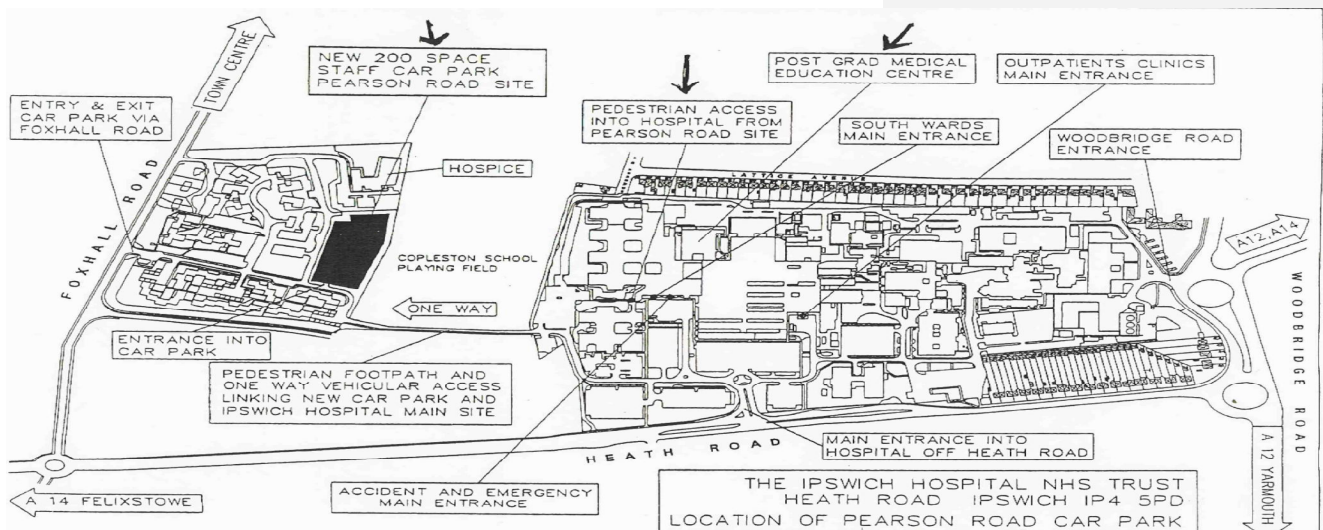 TOWN CENTRE
NEW 200 SPACE
STAFF CAR PARK
PEARSON ROAD SITE
POST GRAD MEDICAL
EDUCATION CENTRE
OUTPATIENTS CLINICS
MAIN ENTRANCE
ENTRY & EXIT
CAR PARK VIA
FOXHALL ROAD
PEDESTRIAN ACCESS
INTO HOSPITAL FROM
PEARSON ROAD SITE
SOUTH WARDS
MAIN ENTRANCE
WOODBRIDGE ROAD
ENTRANCE
HOSPICE
LATTICE AVENUE
FOXHALL ROAD
COPLESTON SCHOOL
PLAYING FIELD
A12,A14
ONE WAY
WOODBRIDGE ROAD
ENTRANCE INTO
CAR PARK
PEDESTRIAN FOOTPATH AND
ONE WAY VEHICULAR ACCESS
LINKING NEW CAR PARK AND
IPSWICH HOSPITAL MAIN SITE
HEATH ROAD
MAIN ENTRANCE INTO
HOSPITAL OFF HEATH ROAD
A 14 FELIXSTOWE
ACCIDENT AND EMERGENCY
MAIN ENTRANCE
A 12 YARMOUTH
THE IPSWICH HOSPITAL NHS TRUST
HEATH ROAD IPSWICH IP4 5PD
LOCATION OF PEARSON ROAD CAR PARK